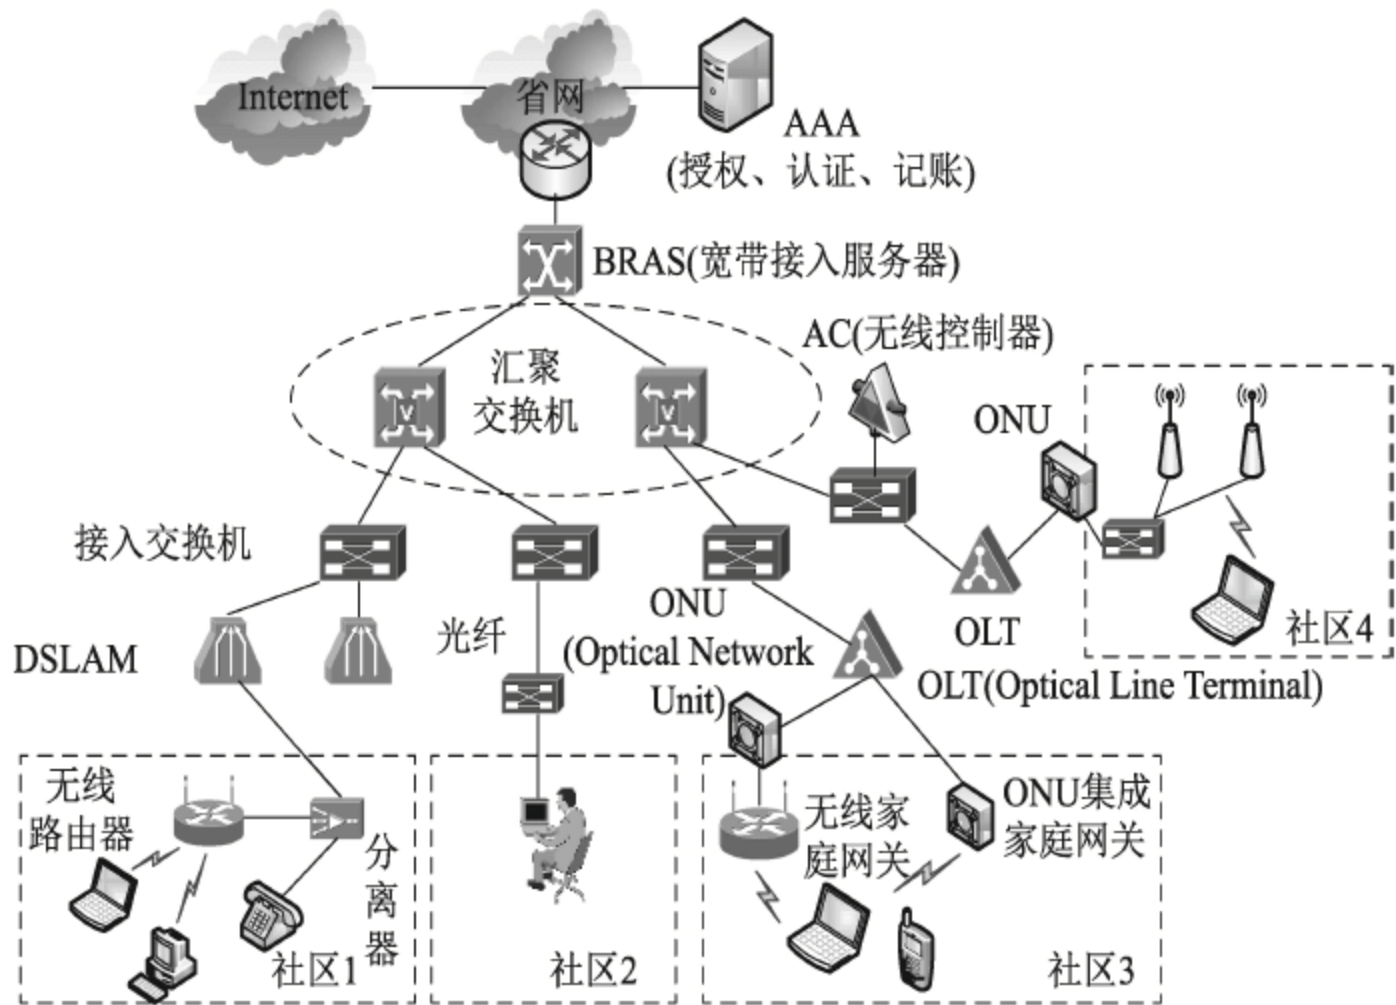 Internet
省网
AAA
(授权、认证、记账)
BRAS(宽带接入服务器)
AC(无线控制器)
汇聚
交换机
ONU
接入交换机
光纤
ONU
(Optical Network
Unit)
OLT
社区4
DSLAM
OLT(Optical Line Terminal)
无线
路由器
分
离
器
社区1
社区2
无线家
庭网关
ONU集成
家庭网关
社区3
V
V